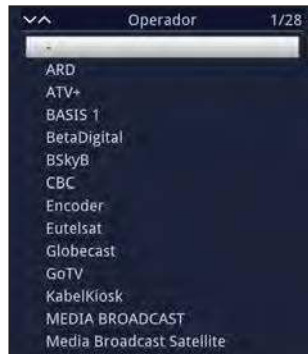 Operador 1/28
-
ARD
ATV+
BASIS 1
BetaDigital
BSkyB
CBC
Encoder
Eutelsat
Globecast
GoTV
KabelKiosk
MEDIA BROADCAST
Media Broadcast Satellite